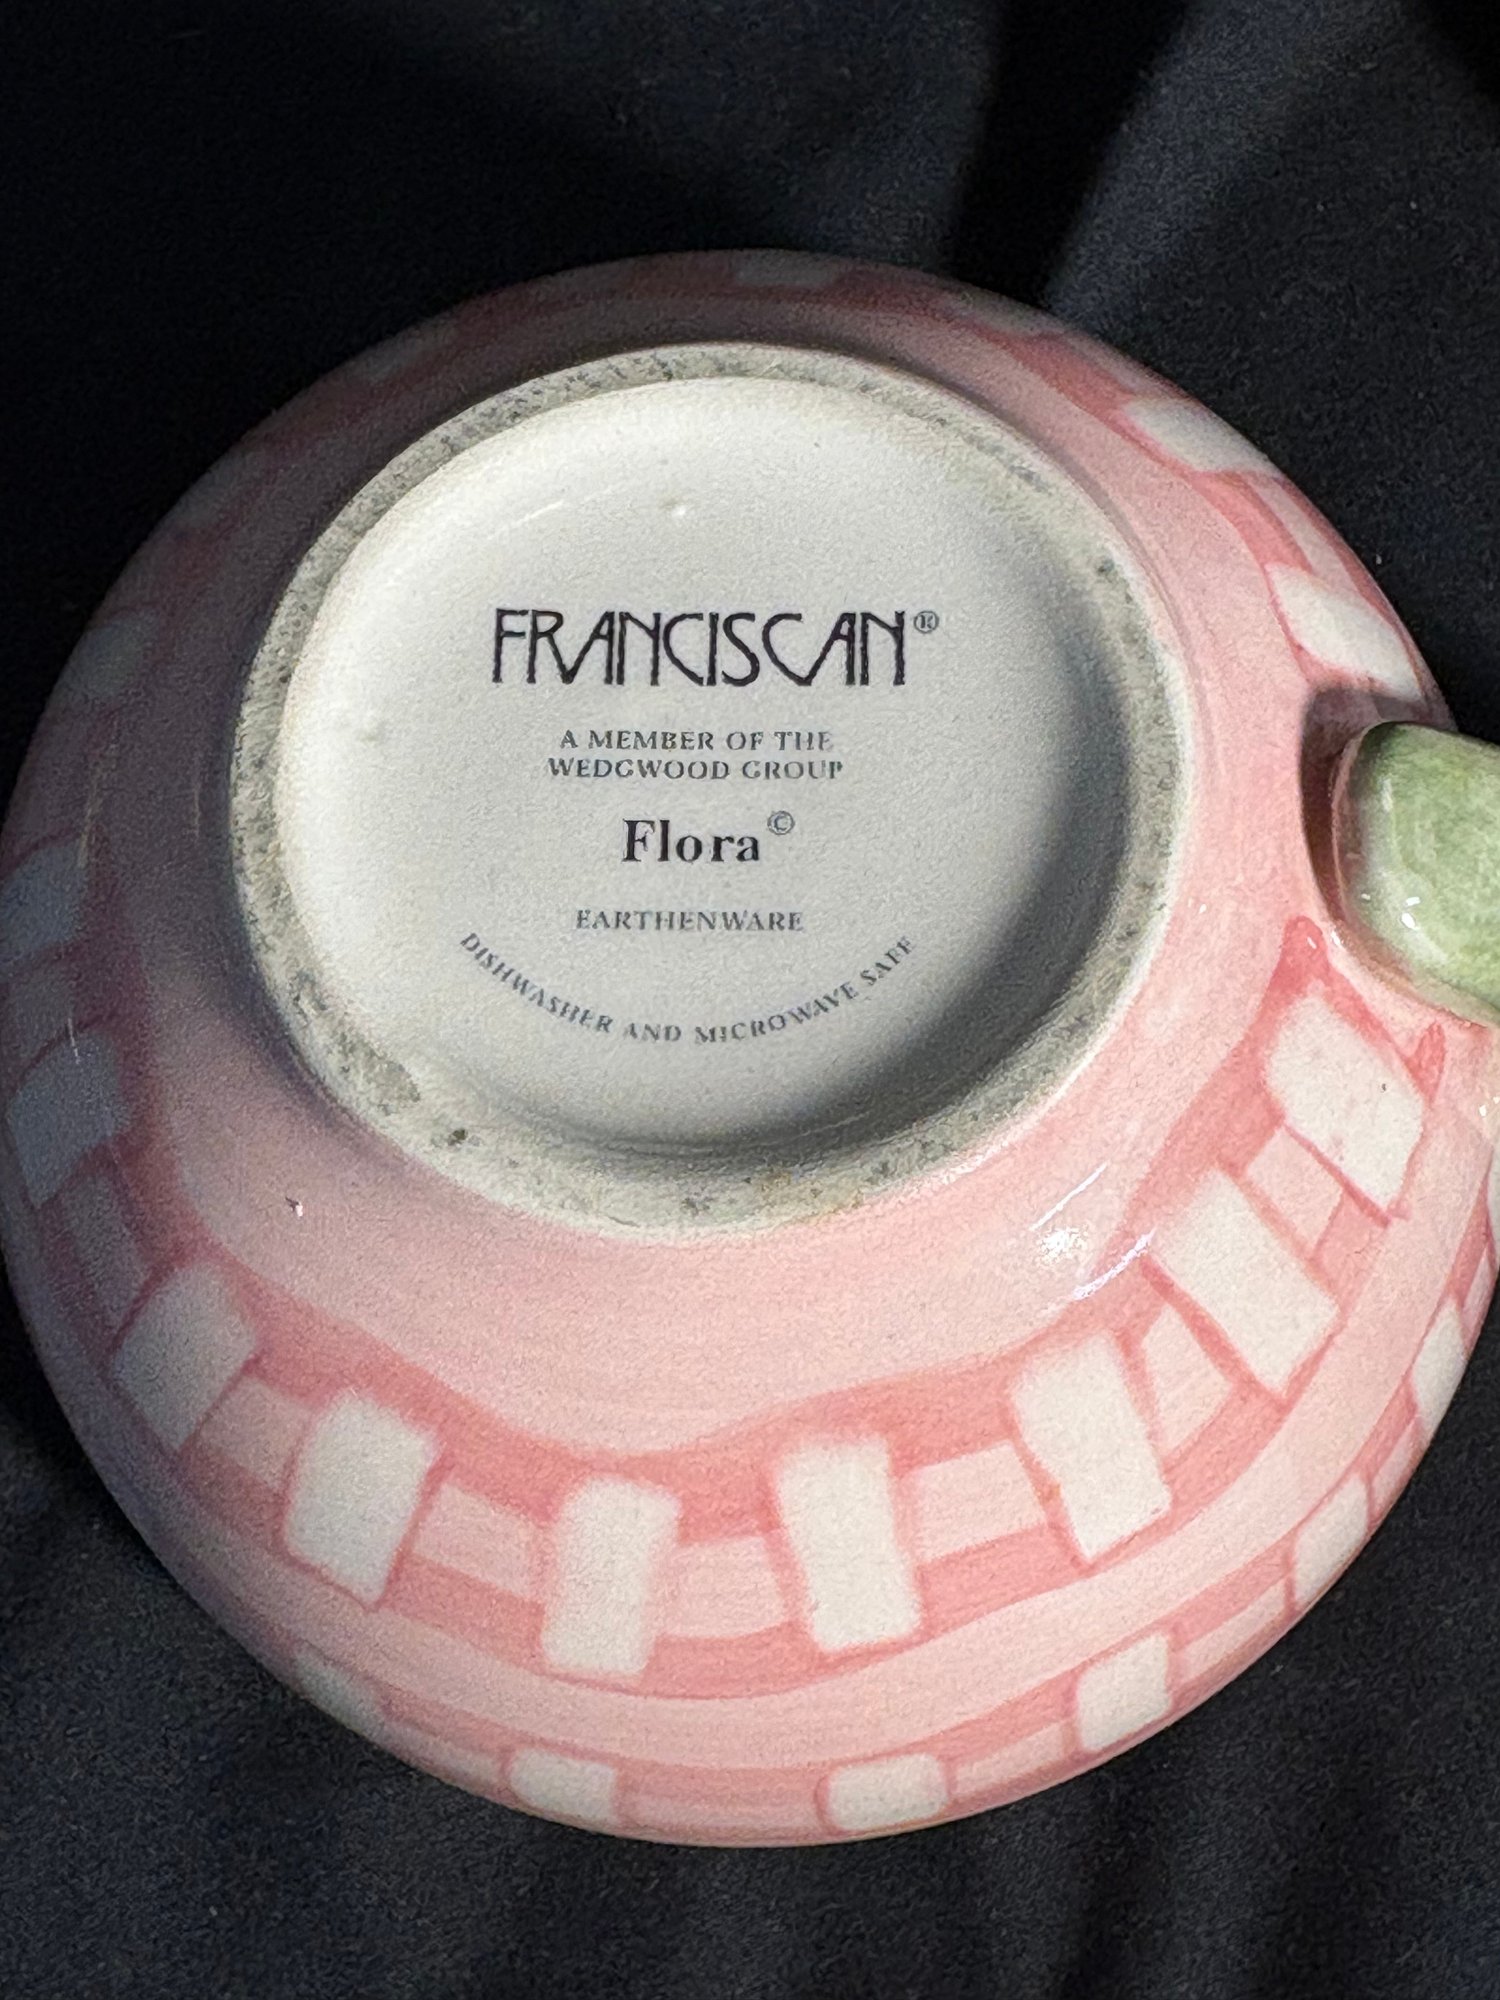 FRANCISCAN®
A MEMBER OF THE
WEDGWOOD GROUP
Flora©
EARTHENWARE
DISHWASHER AND MICROWAVE SAFE